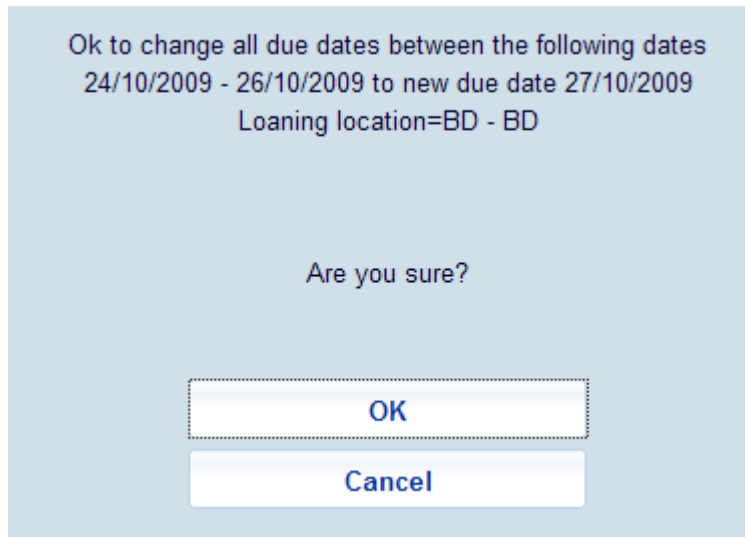 Ok to change all due dates between the following dates
24/10/2009 - 26/10/2009 to new due date 27/10/2009
Loaning location=BD - BD
Are you sure?
OK
Cancel